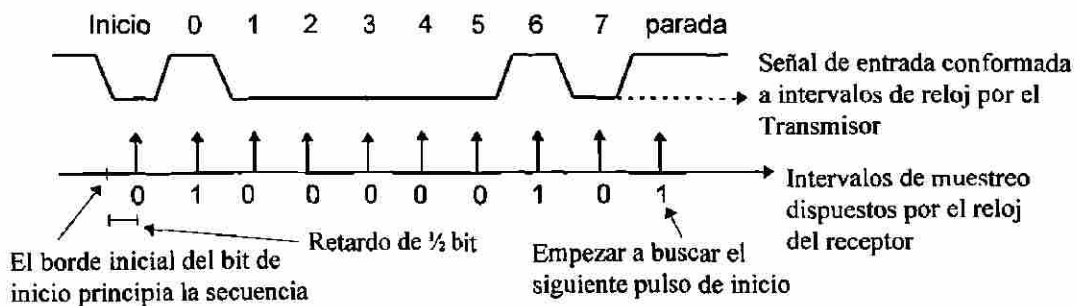 Inicio 0 1 2 3 4 5 6 7 parada
Señal de entrada conformada
a intervalos de reloj por el
Transmisor
0 1 0 0 0 0 0 1 0 1
Intervalos de muestreo
dispuestos por el reloj
del receptor
Retardo de ½ bit
El borde inicial del bit de
inicio principia la secuencia
Empezar a buscar el
siguiente pulso de inicio